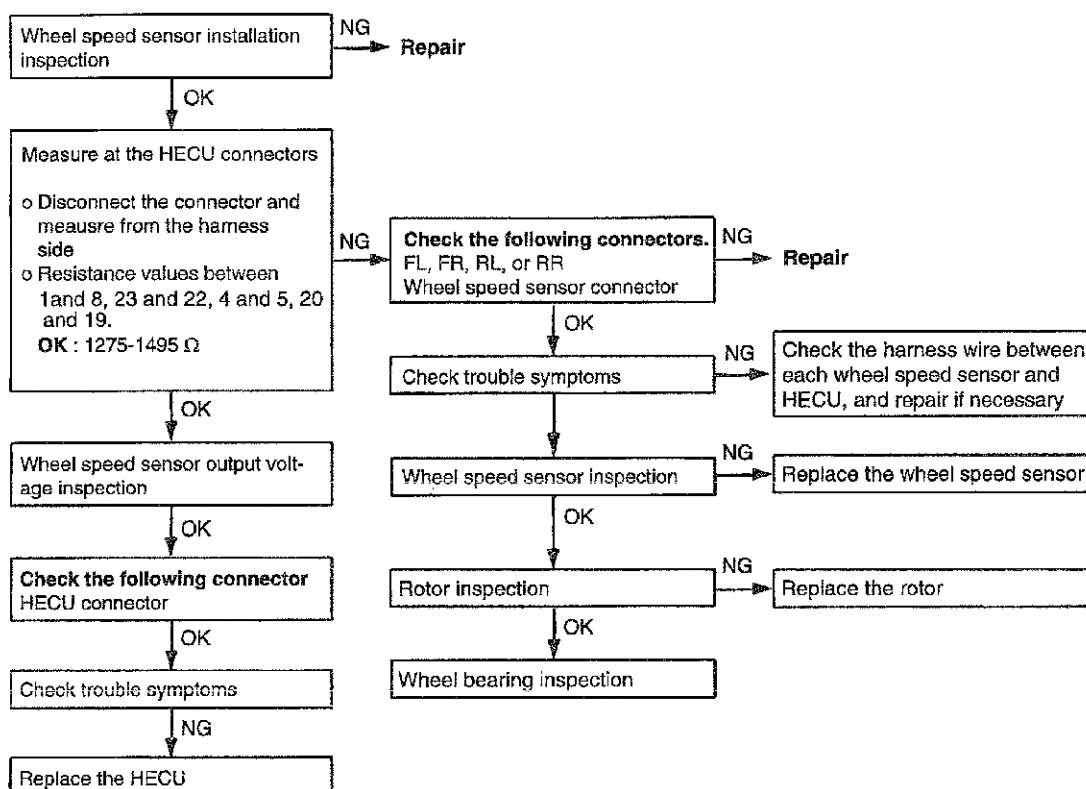 Wheel speed sensor installation
inspection
NG
Repair
OK
Measure at the HECU connectors
o Disconnect the connector and
meausre from the harness
side
o Resistance values between
1and 8, 23 and 22, 4 and 5, 20
and 19.
OK : 1275-1495 Ω
NG
Check the following connectors.
FL, FR, RL, or RR
Wheel speed sensor connector
NG
Repair
OK
Check trouble symptoms
NG
Check the harness wire between
each wheel speed sensor and
HECU, and repair if necessary
Wheel speed sensor inspection
NG
Replace the wheel speed sensor
OK
Rotor inspection
NG
Replace the rotor
OK
Wheel bearing inspection
OK
Wheel speed sensor output volt-
age inspection
OK
Check the following connector
HECU connector
OK
Check trouble symptoms
NG
Replace the HECU